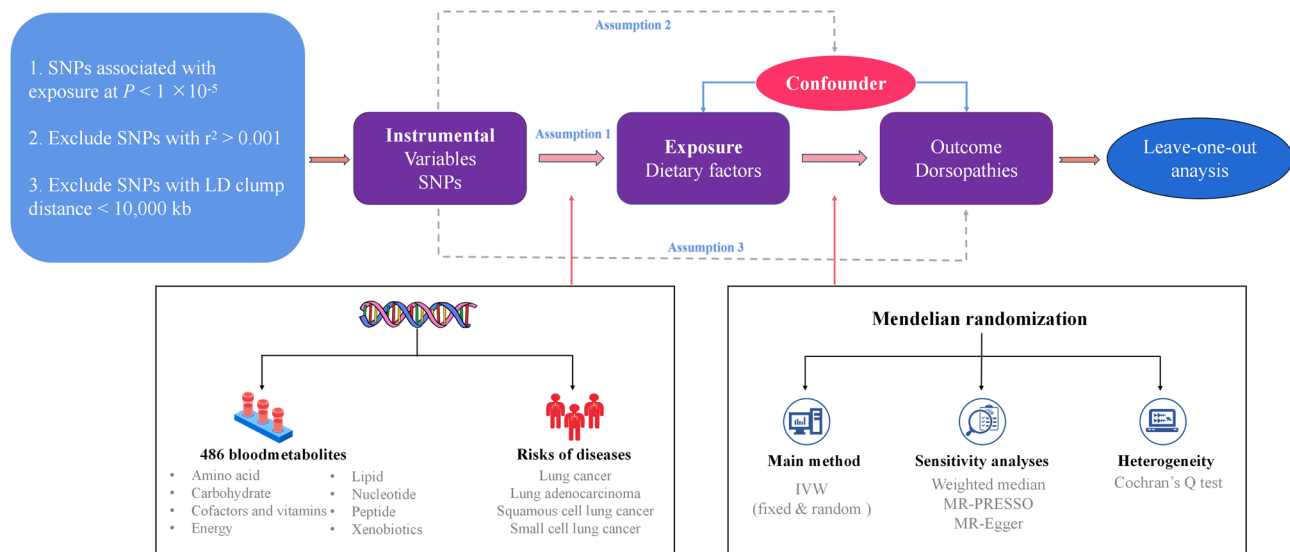 1. SNPs associated with
exposure at P < 1 ×10⁻⁵
2. Exclude SNPs with r² > 0.001
3. Exclude SNPs with LD clump
distance < 10,000 kb
Assumption 2
Confounder
Instrumental
Variables
SNPs
Assumption 1
Exposure
Dietary factors
Outcome
Dorsopathies
Leave-one-out
anaysis
Assumption 3
486 bloodmetabolites
• Amino acid
• Carbohydrate
• Cofactors and vitamins
• Energy
• Lipid
• Nucleotide
• Peptide
• Xenobiotics
Risks of diseases
Lung cancer
Lung adenocarcinoma
Squamous cell lung cancer
Small cell lung cancer
Mendelian randomization
Main method
IVW
(fixed & random )
Sensitivity analyses
Weighted median
MR-PRESSO
MR-Egger
Heterogeneity
Cochran's Q test